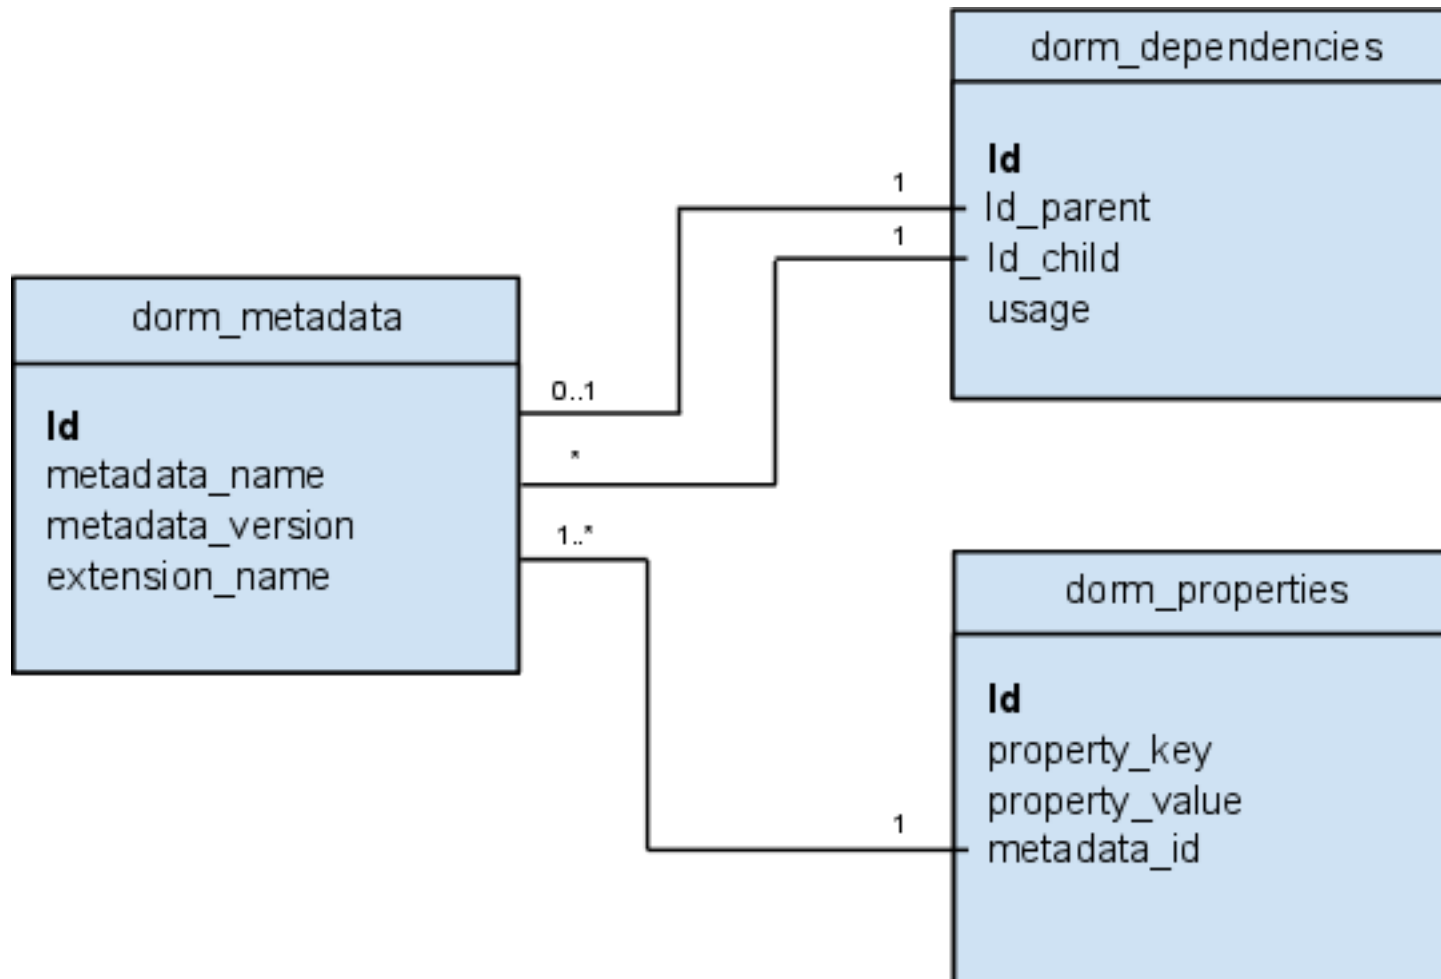 dorm_dependencies
Id
Id_parent
Id_child
usage
1
1
dorm_metadata
Id
metadata_name
metadata_version
extension_name
0..1
*
1..*
dorm_properties
Id
property_key
property_value
metadata_id
1